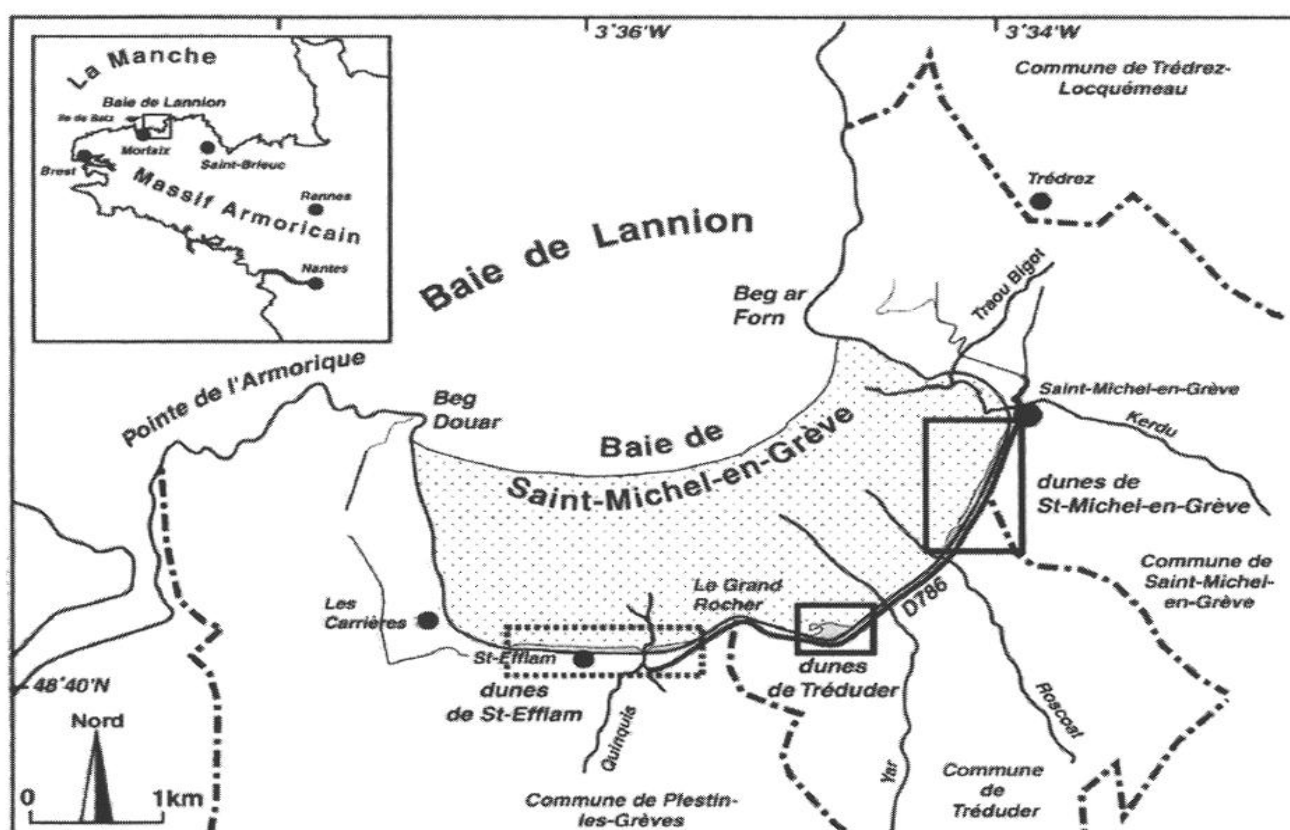 3°36'W
3°34'W
La Manche
Baie de Lannion
Ile de Batz
Morlaix
Saint-Brieuc
Brest
Massif Armoricain
Rennes
Nantes
Commune de Trédrez-
Locquémeau
Trédrez
Baie de Lannion
Beg ar
Forn
Traou Bigot
Pointe de l'Armorique
Beg
Douar
Saint-Michel-en-Grève
Kerdu
Baie de
Saint-Michel-en-Grève
dunes de
St-Michel-en-Grève
Commune de
Saint-Michel-
en-Grève
Le Grand
Rocher
D786
Les
Carrières
St-Efflam
dunes
de St-Efflam
dunes
de Tréduder
48°40'N
Nord
0 1km
Quinquis
Yar
Roscoat
Commune de Plestin-
les-Grèves
Commune
de
Tréduder